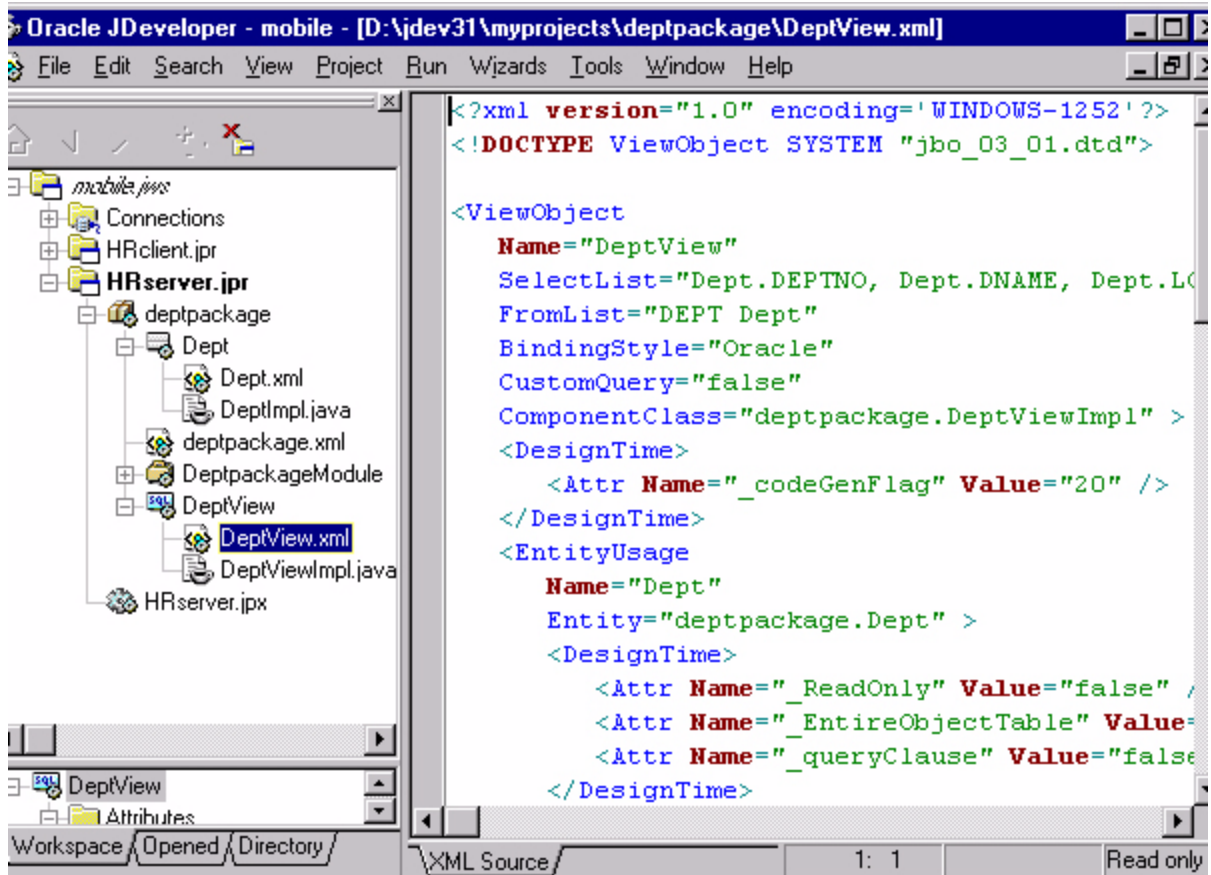 Oracle JDeveloper - mobile - [D:\jdev31\myprojects\deptpackage\DeptView.xml]
File Edit Search View Project Run Wizards Tools Window Help
mobile.jws
Connections
HRclient.jpr
HRserver.jpr
deptpackage
Dept
Dept.xml
DeptImpl.java
deptpackage.xml
DeptpackageModule
SQL DeptView
DeptView.xml
DeptViewImpl.java
HRserver.jpx
SQL DeptView
Attributes
Workspace Opened Directory
<?xml version="1.0" encoding='WINDOWS-1252'?>
<!DOCTYPE ViewObject SYSTEM "jbo_03_01.dtd">
<ViewObject
Name="DeptView"
SelectList="Dept.DEPTNO, Dept.DNAME, Dept.LO
FromList="DEPT Dept"
BindingStyle="Oracle"
CustomQuery="false"
ComponentClass="deptpackage.DeptViewImpl" >
<DesignTime>
<Attr Name="_codeGenFlag" Value="20" />
</DesignTime>
<EntityUsage
Name="Dept"
Entity="deptpackage.Dept" >
<DesignTime>
<Attr Name="_ReadOnly" Value="false" /
<Attr Name="_EntireObjectTable" Value=
<Attr Name="_queryClause" Value="false
</DesignTime>
XML Source 1: 1 Read only